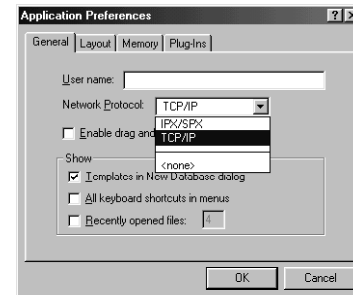 Application Preferences
General Layout Memory Plug-Ins
User name:
Network Protocol: TCP/IP
IPX/SPX
Enable drag and
TCP/IP
<none>
Show
Templates in New Database dialog
All keyboard shortcuts in menus
Recently opened files: 4
OK Cancel